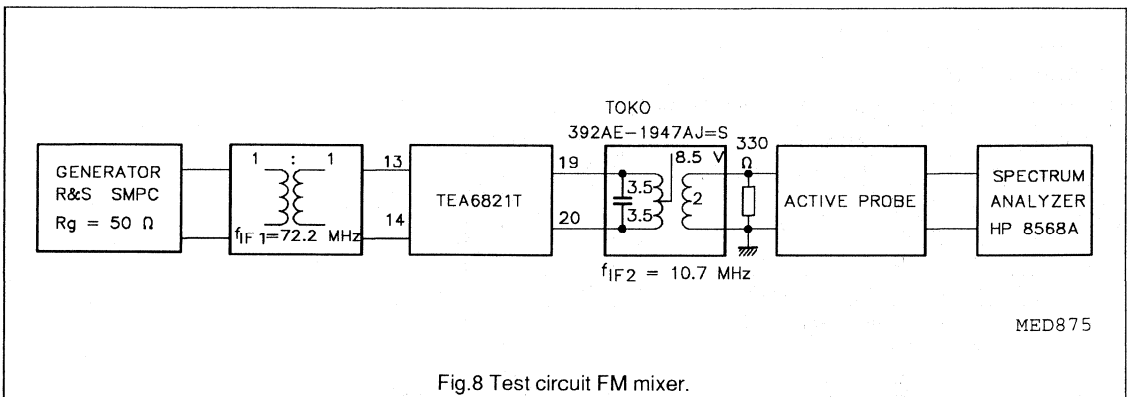 TOKO
392AE-1947AJ=S
GENERATOR
R&S SMPC
Rg = 50 Ω
1 : 1
fIF1=72.2 MHz
13
14
TEA6821T
19
20
3.5
3.5
8.5 V
2
330
Ω
fIF2 = 10.7 MHz
ACTIVE PROBE
SPECTRUM
ANALYZER
HP 8568A
MED875
Fig.8 Test circuit FM mixer.